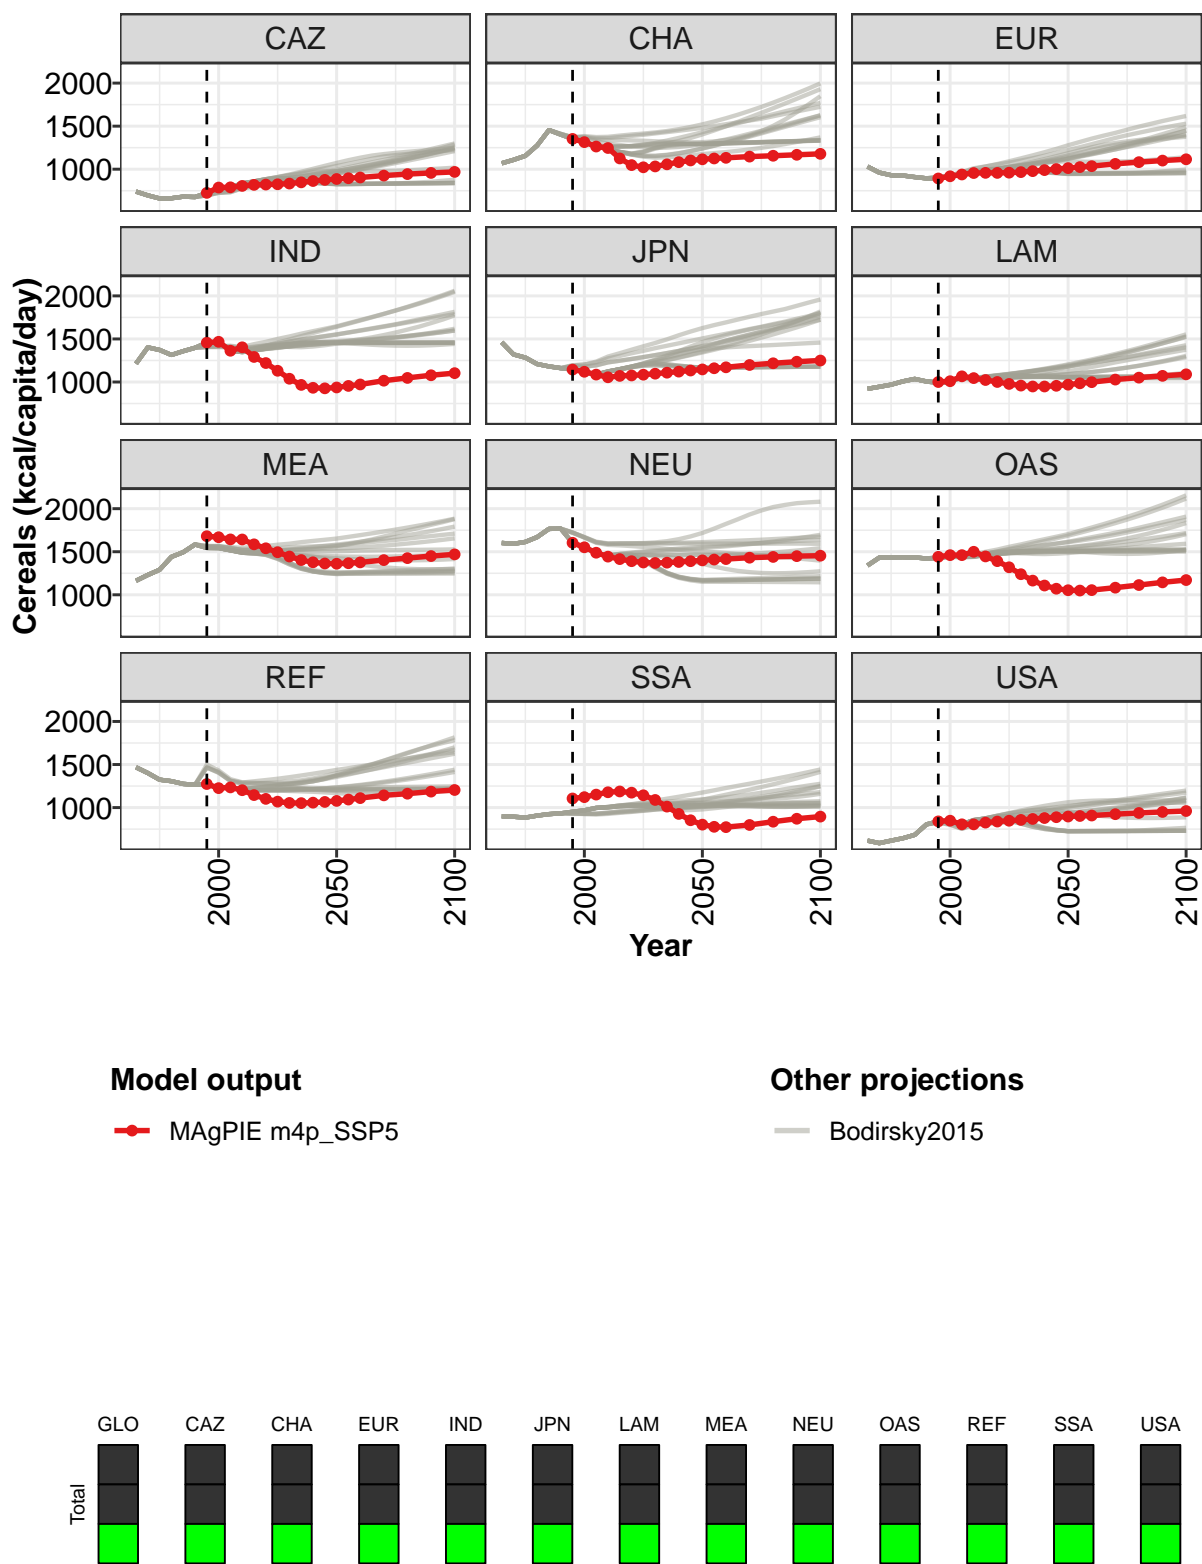 CAZ CHA EUR
2000
1500
1000
IND JPN LAM
2000
1500
1000
MEA NEU OAS
2000
1500
1000
REF SSA USA
2000
1500
1000
Cereals (kcal/capita/day)
2000 2050 2100 2000 2050 2100 2000 2050 2100
Year
Model output
MAgPIE m4p_SSP5
Other projections
Bodirsky2015
GLO CAZ CHA EUR IND JPN LAM MEA NEU OAS REF SSA USA
Total